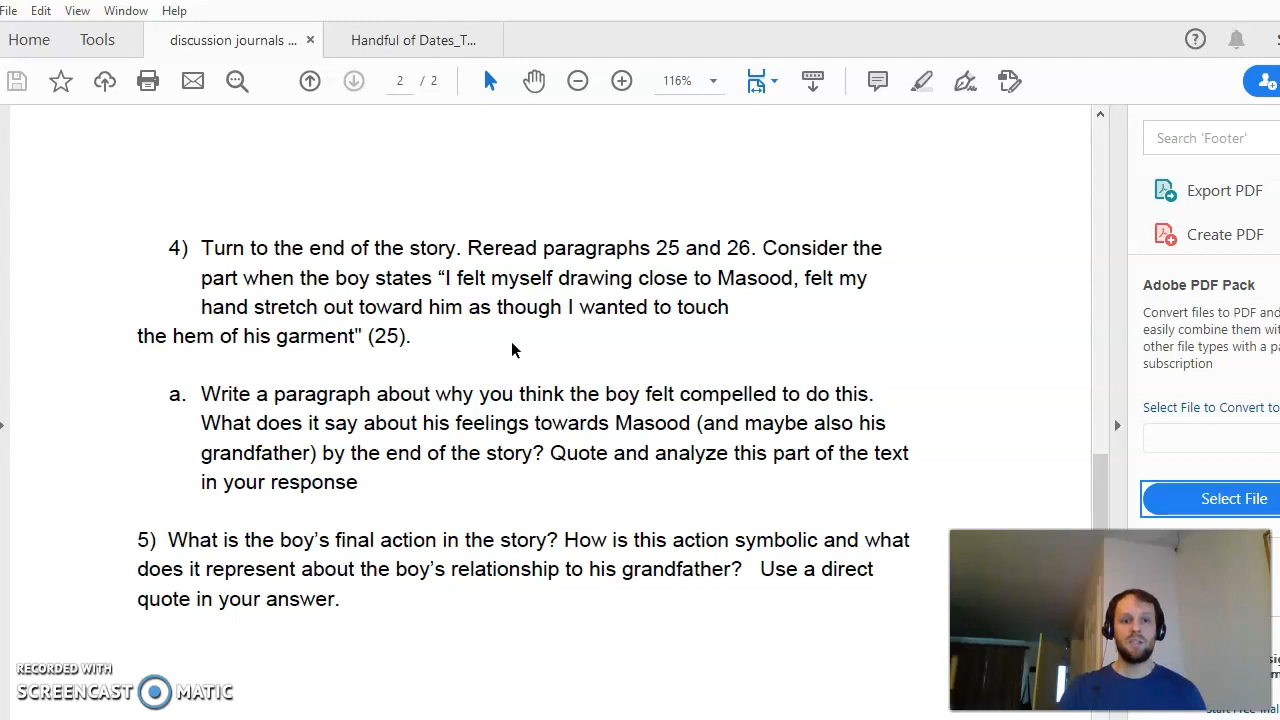 File Edit View Window Help
Home Tools discussion journals ... × Handful of Dates_T...
2 / 2 116%
Search 'Footer'
Export PDF
Create PDF
Adobe PDF Pack
Convert files to PDF and
easily combine them wit
other file types with a pa
subscription
Select File to Convert to
Select File
4) Turn to the end of the story. Reread paragraphs 25 and 26. Consider the
part when the boy states “I felt myself drawing close to Masood, felt my
hand stretch out toward him as though I wanted to touch
the hem of his garment" (25).
a. Write a paragraph about why you think the boy felt compelled to do this.
What does it say about his feelings towards Masood (and maybe also his
grandfather) by the end of the story? Quote and analyze this part of the text
in your response
5) What is the boy’s final action in the story? How is this action symbolic and what
does it represent about the boy’s relationship to his grandfather? Use a direct
quote in your answer.
RECORDED WITH
SCREENCAST MATIC